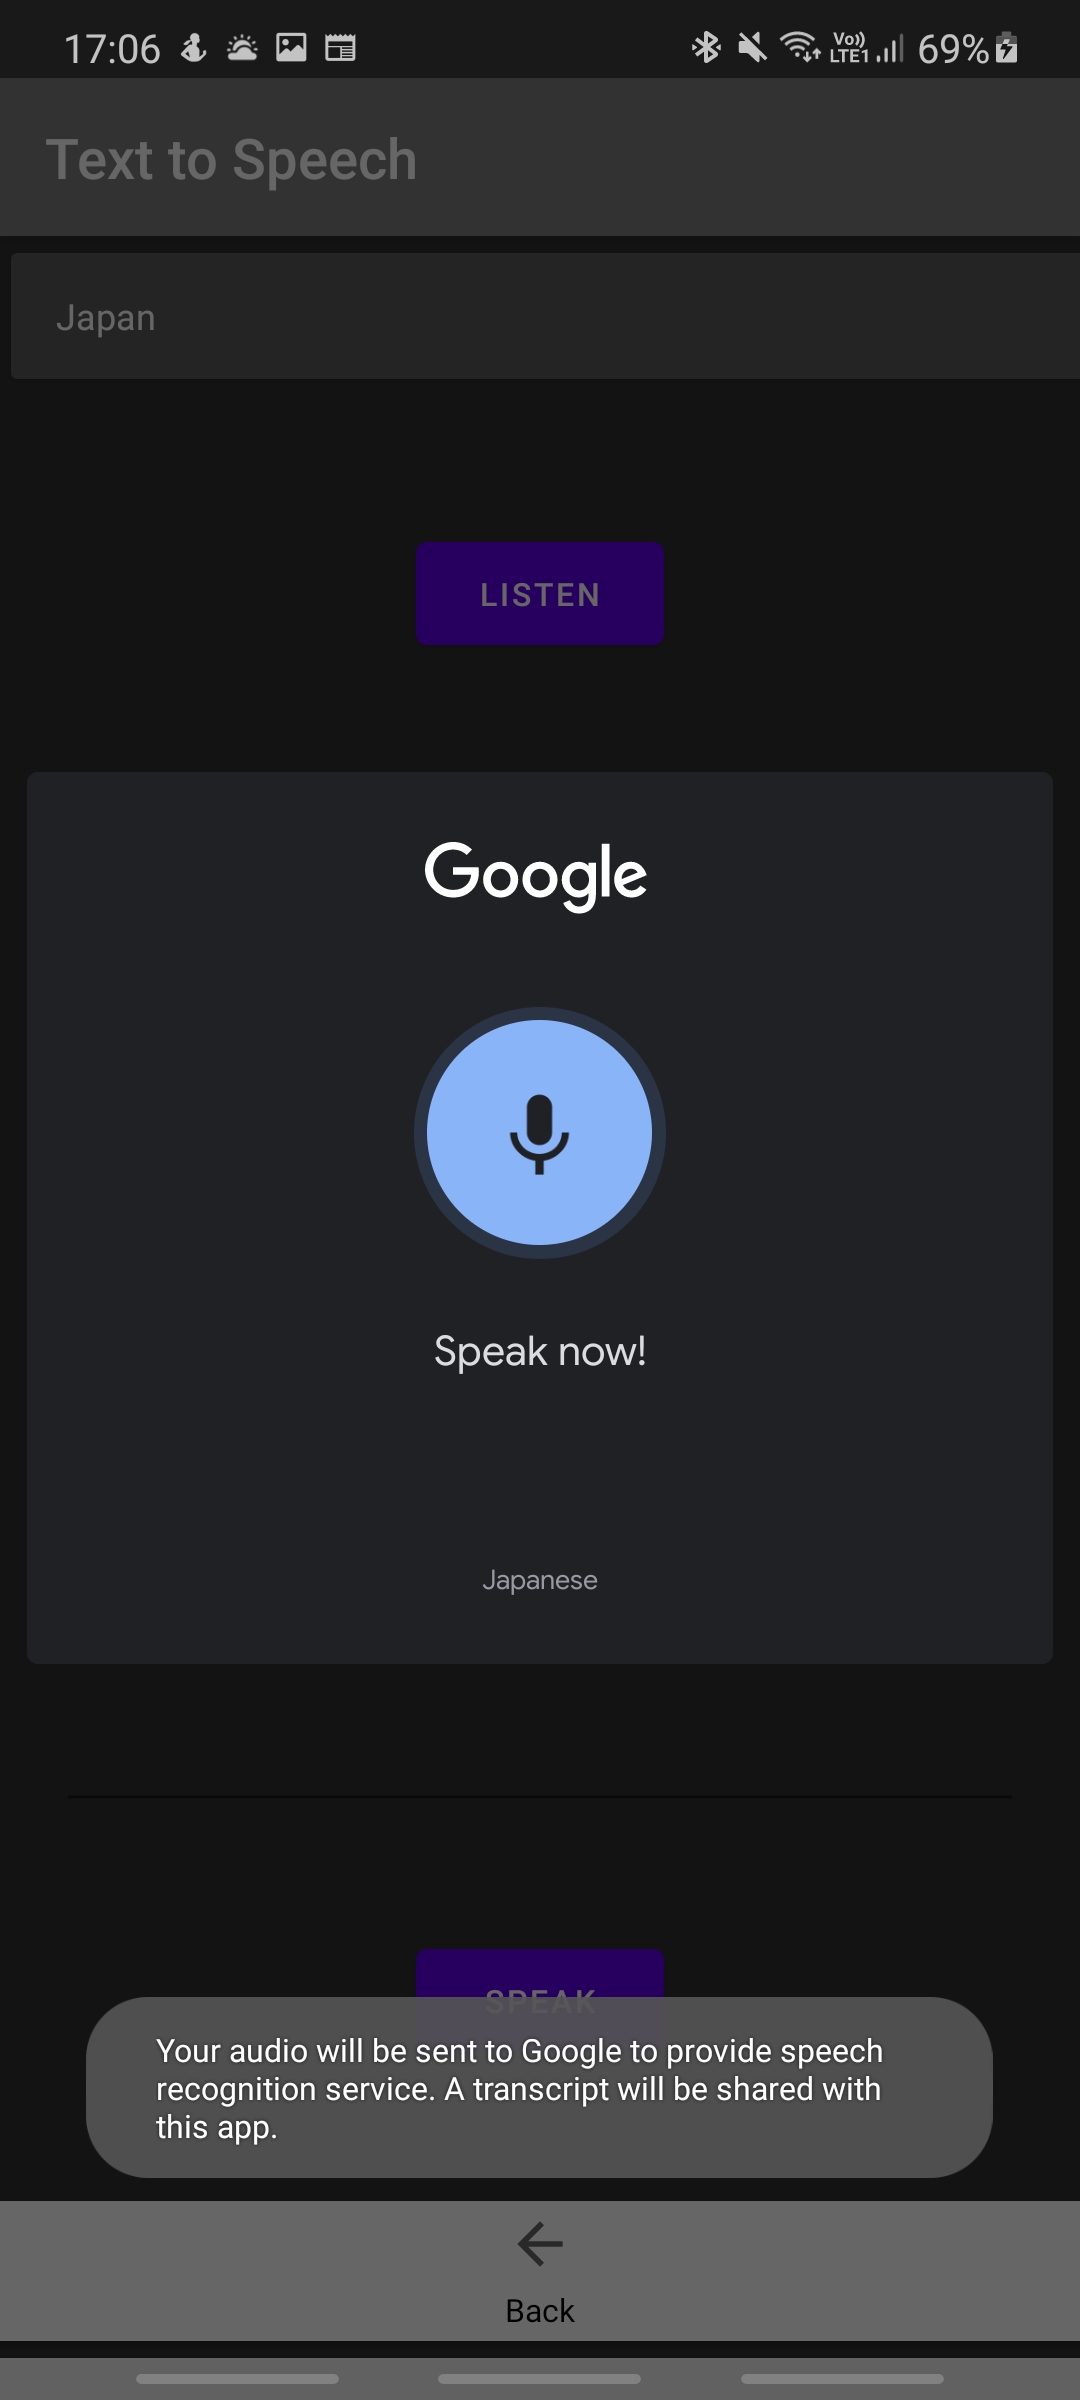 17:06 Vo)) LTE1 69%
Text to Speech
Japan
LISTEN
Google
Speak now!
Japanese
SPEAK
Your audio will be sent to Google to provide speech
recognition service. A transcript will be shared with
this app.
Back